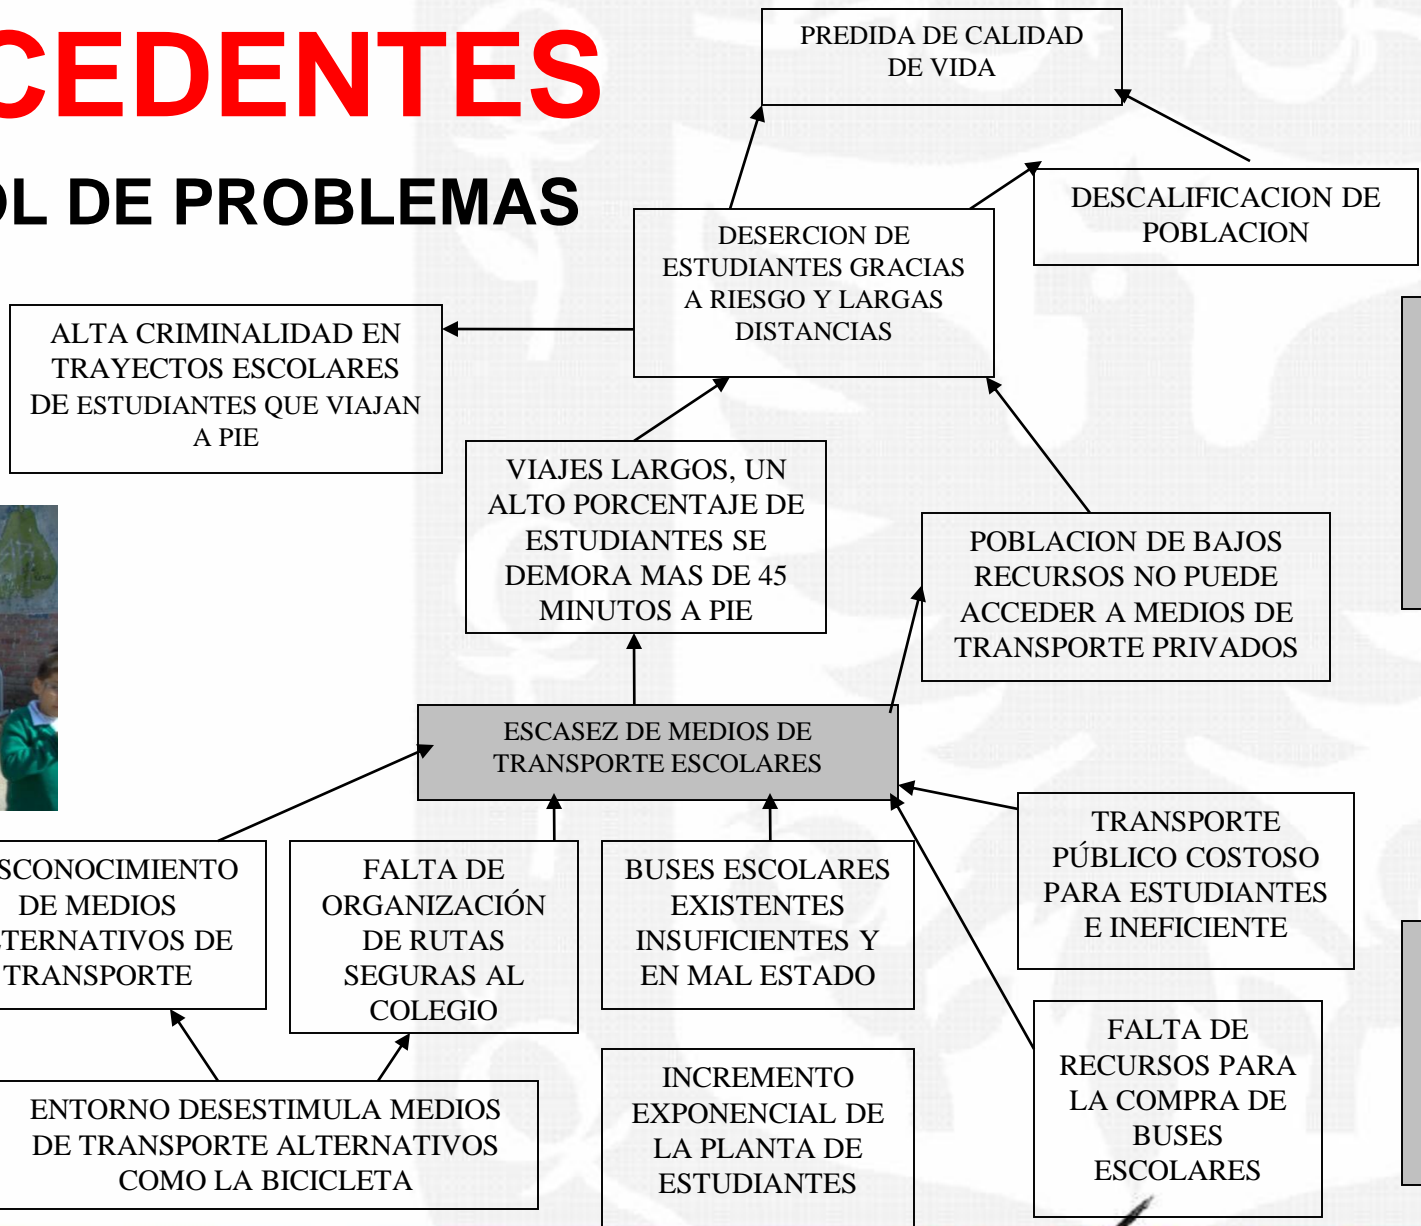 CEDENTES
OL DE PROBLEMAS
PREDIDA DE CALIDAD
DE VIDA
DESCALIFICACION DE
POBLACION
DESERCION DE
ESTUDIANTES GRACIAS
A RIESGO Y LARGAS
DISTANCIAS
ALTA CRIMINALIDAD EN
TRAYECTOS ESCOLARES
DE ESTUDIANTES QUE VIAJAN
A PIE
VIAJES LARGOS, UN
ALTO PORCENTAJE DE
ESTUDIANTES SE
DEMORA MAS DE 45
MINUTOS A PIE
POBLACION DE BAJOS
RECURSOS NO PUEDE
ACCEDER A MEDIOS DE
TRANSPORTE PRIVADOS
ESCASEZ DE MEDIOS DE
TRANSPORTE ESCOLARES
SCONOCIMIENTO
DE MEDIOS
TERNATIVOS DE
TRANSPORTE
FALTA DE
ORGANIZACIÓN
DE RUTAS
SEGURAS AL
COLEGIO
BUSES ESCOLARES
EXISTENTES
INSUFICIENTES Y
EN MAL ESTADO
TRANSPORTE
PÚBLICO COSTOSO
PARA ESTUDIANTES
E INEFICIENTE
ENTORNO DESESTIMULA MEDIOS
DE TRANSPORTE ALTERNATIVOS
COMO LA BICICLETA
INCREMENTO
EXPONENCIAL DE
LA PLANTA DE
ESTUDIANTES
FALTA DE
RECURSOS PARA
LA COMPRA DE
BUSES
ESCOLARES